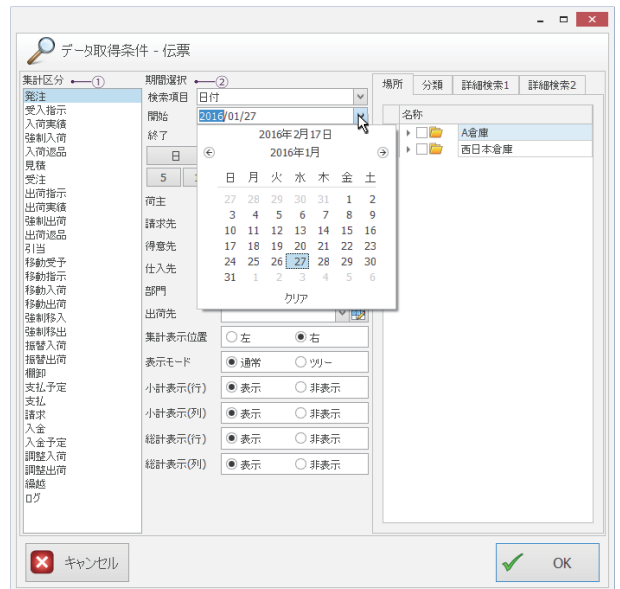 データ取得条件 - 伝票
集計区分 ①
発注
受入指示
入荷実績
強制入荷
入荷返品
見積
受注
出荷指示
出荷実績
強制出荷
出荷返品
引当
移動受予
移動指示
移動入荷
移動出荷
強制移入
強制移出
振替入荷
振替出荷
棚卸
支払予定
支払
請求
入金
入金予定
調整入荷
調整出荷
繰越
ログ
期間選択 ②
検索項目 日付
開始 2016/01/27
終了
日
5
2016年2月17日
2016年1月
日 月 火 水 木 金 土
27 28 29 30 31 1 2
3 4 5 6 7 8 9
10 11 12 13 14 15 16
17 18 19 20 21 22 23
24 25 26 27 28 29 30
31 1 2 3 4 5 6
クリア
荷主
請求先
得意先
仕入先
部門
出荷先
集計表示位置 左 右
表示モード 通常 ツリー
小計表示(行) 表示 非表示
小計表示(列) 表示 非表示
総計表示(行) 表示 非表示
総計表示(列) 表示 非表示
場所 分類 詳細検索1 詳細検索2
名称
A倉庫
西日本倉庫
キャンセル
OK